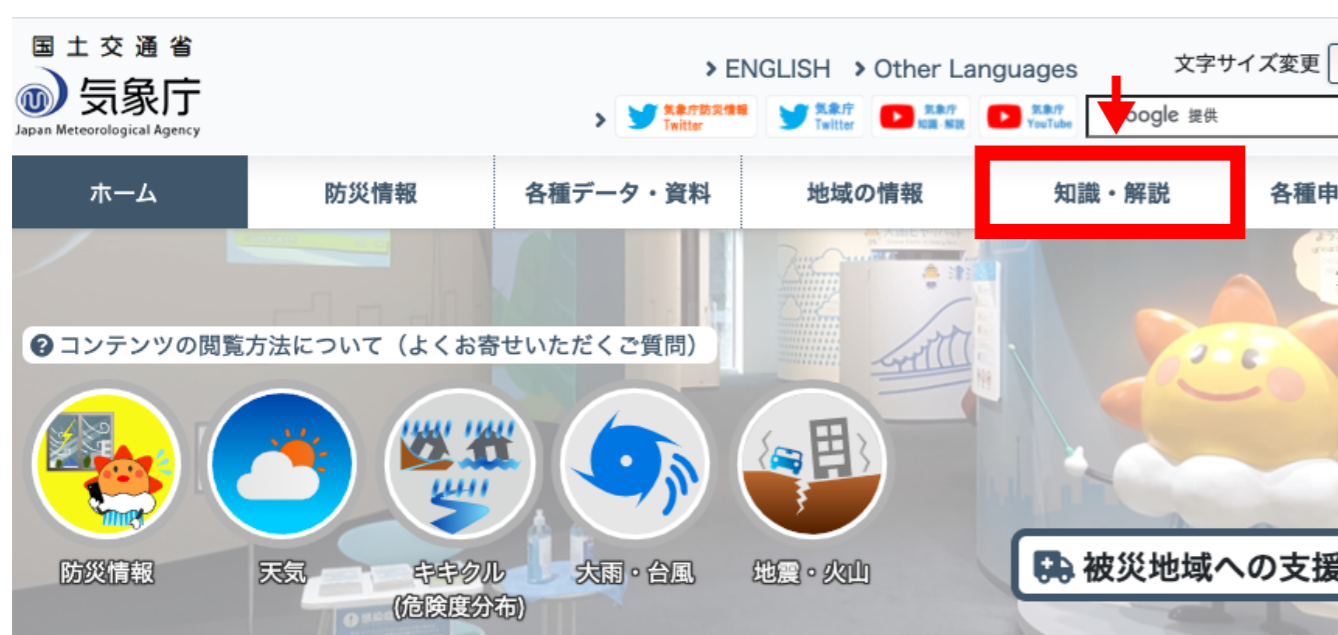 国土交通省
気象庁
Japan Meteorological Agency
ENGLISH
Other Languages
文字サイズ変更
気象庁防災情報
Twitter
気象庁
Twitter
気象庁
知識・解説
気象庁
YouTube
提供
ホーム
防災情報
各種データ・資料
地域の情報
知識・解説
各種申
コンテンツの閲覧方法について（よくお寄せいただくご質問）
防災情報
天気
キキクル
(危険度分布)
大雨・台風
地震・火山
被災地域への支援